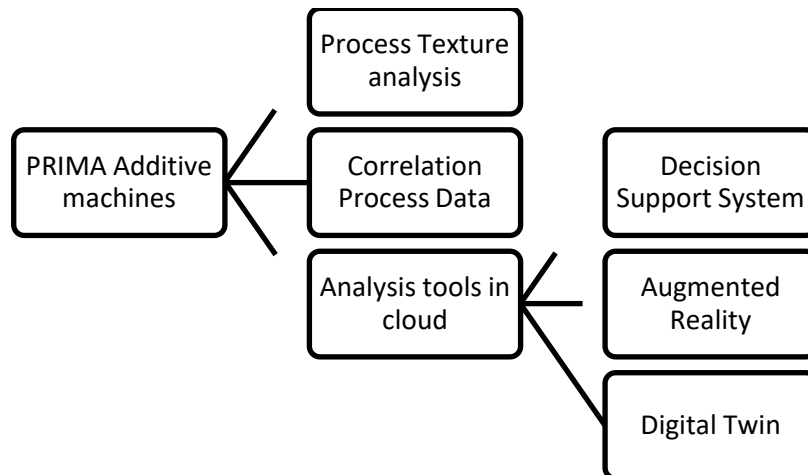 Process Texture
analysis
PRIMA Additive
machines
Correlation
Process Data
Decision
Support System
Analysis tools in
cloud
Augmented
Reality
Digital Twin